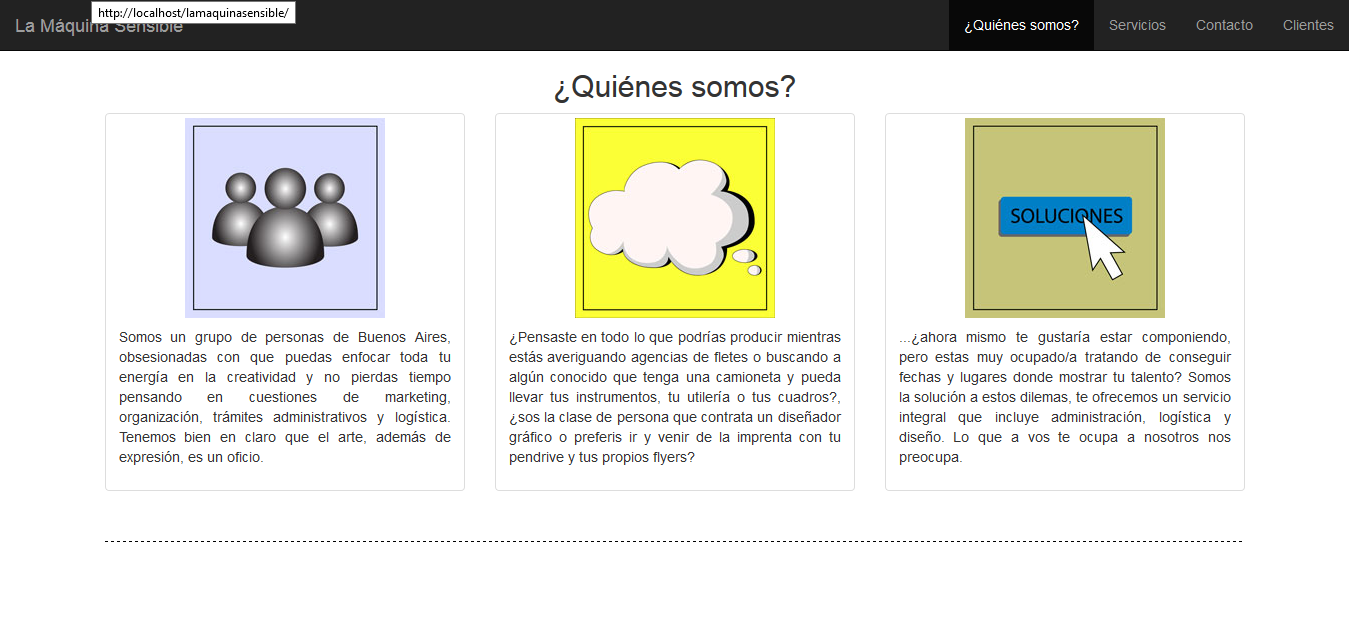 http://localhost/lamaquinasensible/
La Máquina Sensible
¿Quiénes somos?
Servicios
Contacto
Clientes
¿Quiénes somos?
Somos un grupo de personas de Buenos Aires,
obsesionadas con que puedas enfocar toda tu
energía en la creatividad y no pierdas tiempo
pensando en cuestiones de marketing,
organización, trámites administrativos y logística.
Tenemos bien en claro que el arte, además de
expresión, es un oficio.
¿Pensaste en todo lo que podrías producir mientras
estás averiguando agencias de fletes o buscando a
algún conocido que tenga una camioneta y pueda
llevar tus instrumentos, tu utilería o tus cuadros?,
¿sos la clase de persona que contrata un diseñador
gráfico o preferis ir y venir de la imprenta con tu
pendrive y tus propios flyers?
SOLUCIONES
...¿ahora mismo te gustaría estar componiendo,
pero estas muy ocupado/a tratando de conseguir
fechas y lugares donde mostrar tu talento? Somos
la solución a estos dilemas, te ofrecemos un servicio
integral que incluye administración, logística y
diseño. Lo que a vos te ocupa a nosotros nos
preocupa.